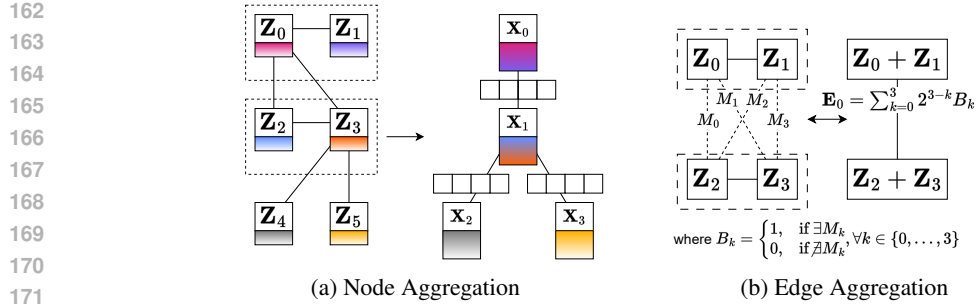 162
163
164
165
166
167
168
169
170
171
Z₀ Z₁
Z₂ Z₃
Z₄ Z₅
X₀
X₁
X₂ X₃
(a) Node Aggregation
Z₀ Z₁
M₁ M₂
M₀ M₃
Z₂ Z₃
Z₀ + Z₁
E₀ = ∑³ₖ₌₀ 2³⁻ᵏBₖ
Z₂ + Z₃
where Bₖ = {1, if ∃Mₖ
0, if ∄Mₖ , ∀k ∈ {0, . . . , 3}
(b) Edge Aggregation